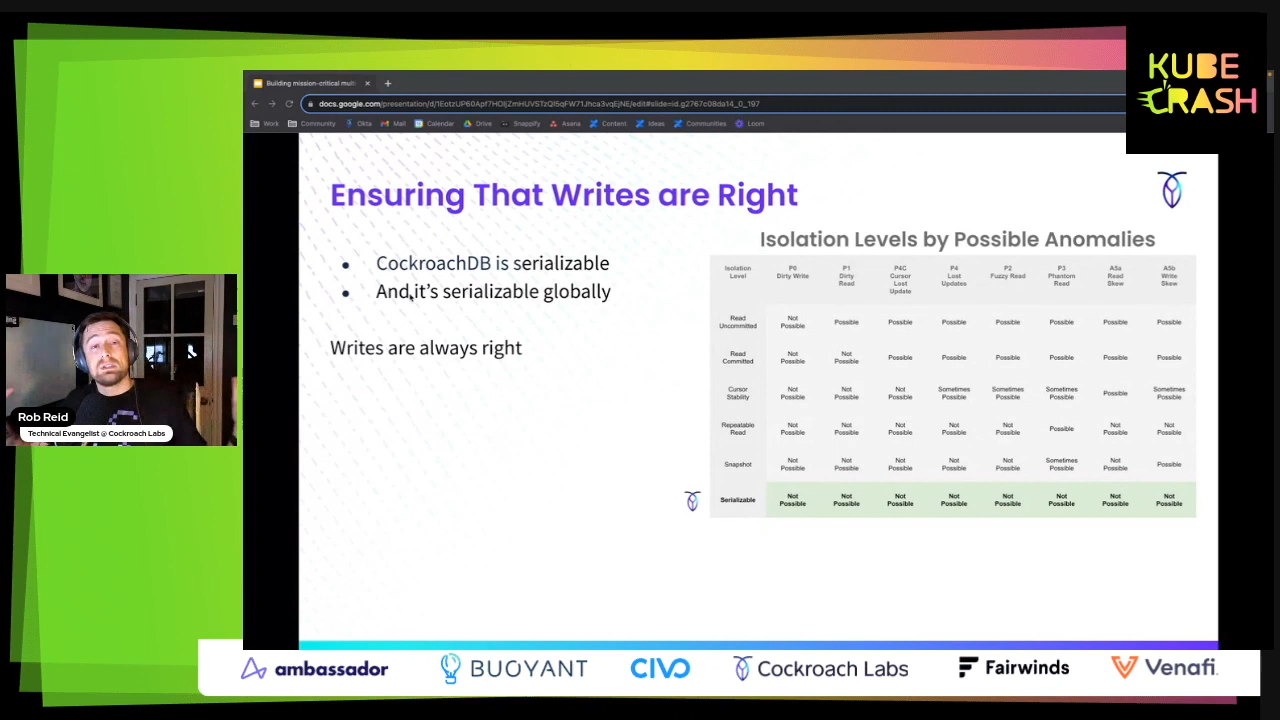 KUBE
CRASH
Building mission-critical mult
docs.google.com/presentation/d/1EotzUP60Apf7HOljZmHUVSTzQl5qFW71Jhca3vqEjNE/edit#slide=id.g2767c08da14_0_197
Work Community Okta Mail Calendar Drive Snappify Asana Content Ideas Communities Loom
Ensuring That Writes are Right
• CockroachDB is serializable
• And it's serializable globally
Writes are always right
Isolation Levels by Possible Anomalies
Isolation Level | P0 Dirty Write | P1 Dirty Read | P4C Cursor Lost Update | P4 Lost Updates | P2 Fuzzy Read | P3 Phantom Read | A5a Read Skew | A5b Write Skew
Read Uncommitted | Not Possible | Possible | Possible | Possible | Possible | Possible | Possible | Possible
Read Committed | Not Possible | Not Possible | Possible | Possible | Possible | Possible | Possible | Possible
Cursor Stability | Not Possible | Not Possible | Not Possible | Sometimes Possible | Sometimes Possible | Sometimes Possible | Possible | Sometimes Possible
Repeatable Read | Not Possible | Not Possible | Not Possible | Not Possible | Not Possible | Possible | Not Possible | Not Possible
Snapshot | Not Possible | Not Possible | Not Possible | Not Possible | Not Possible | Sometimes Possible | Not Possible | Possible
Serializable | Not Possible | Not Possible | Not Possible | Not Possible | Not Possible | Not Possible | Not Possible | Not Possible
Rob Reid
Technical Evangelist @ Cockroach Labs
ambassador BUOYANT CIVO Cockroach Labs Fairwinds Venafi.